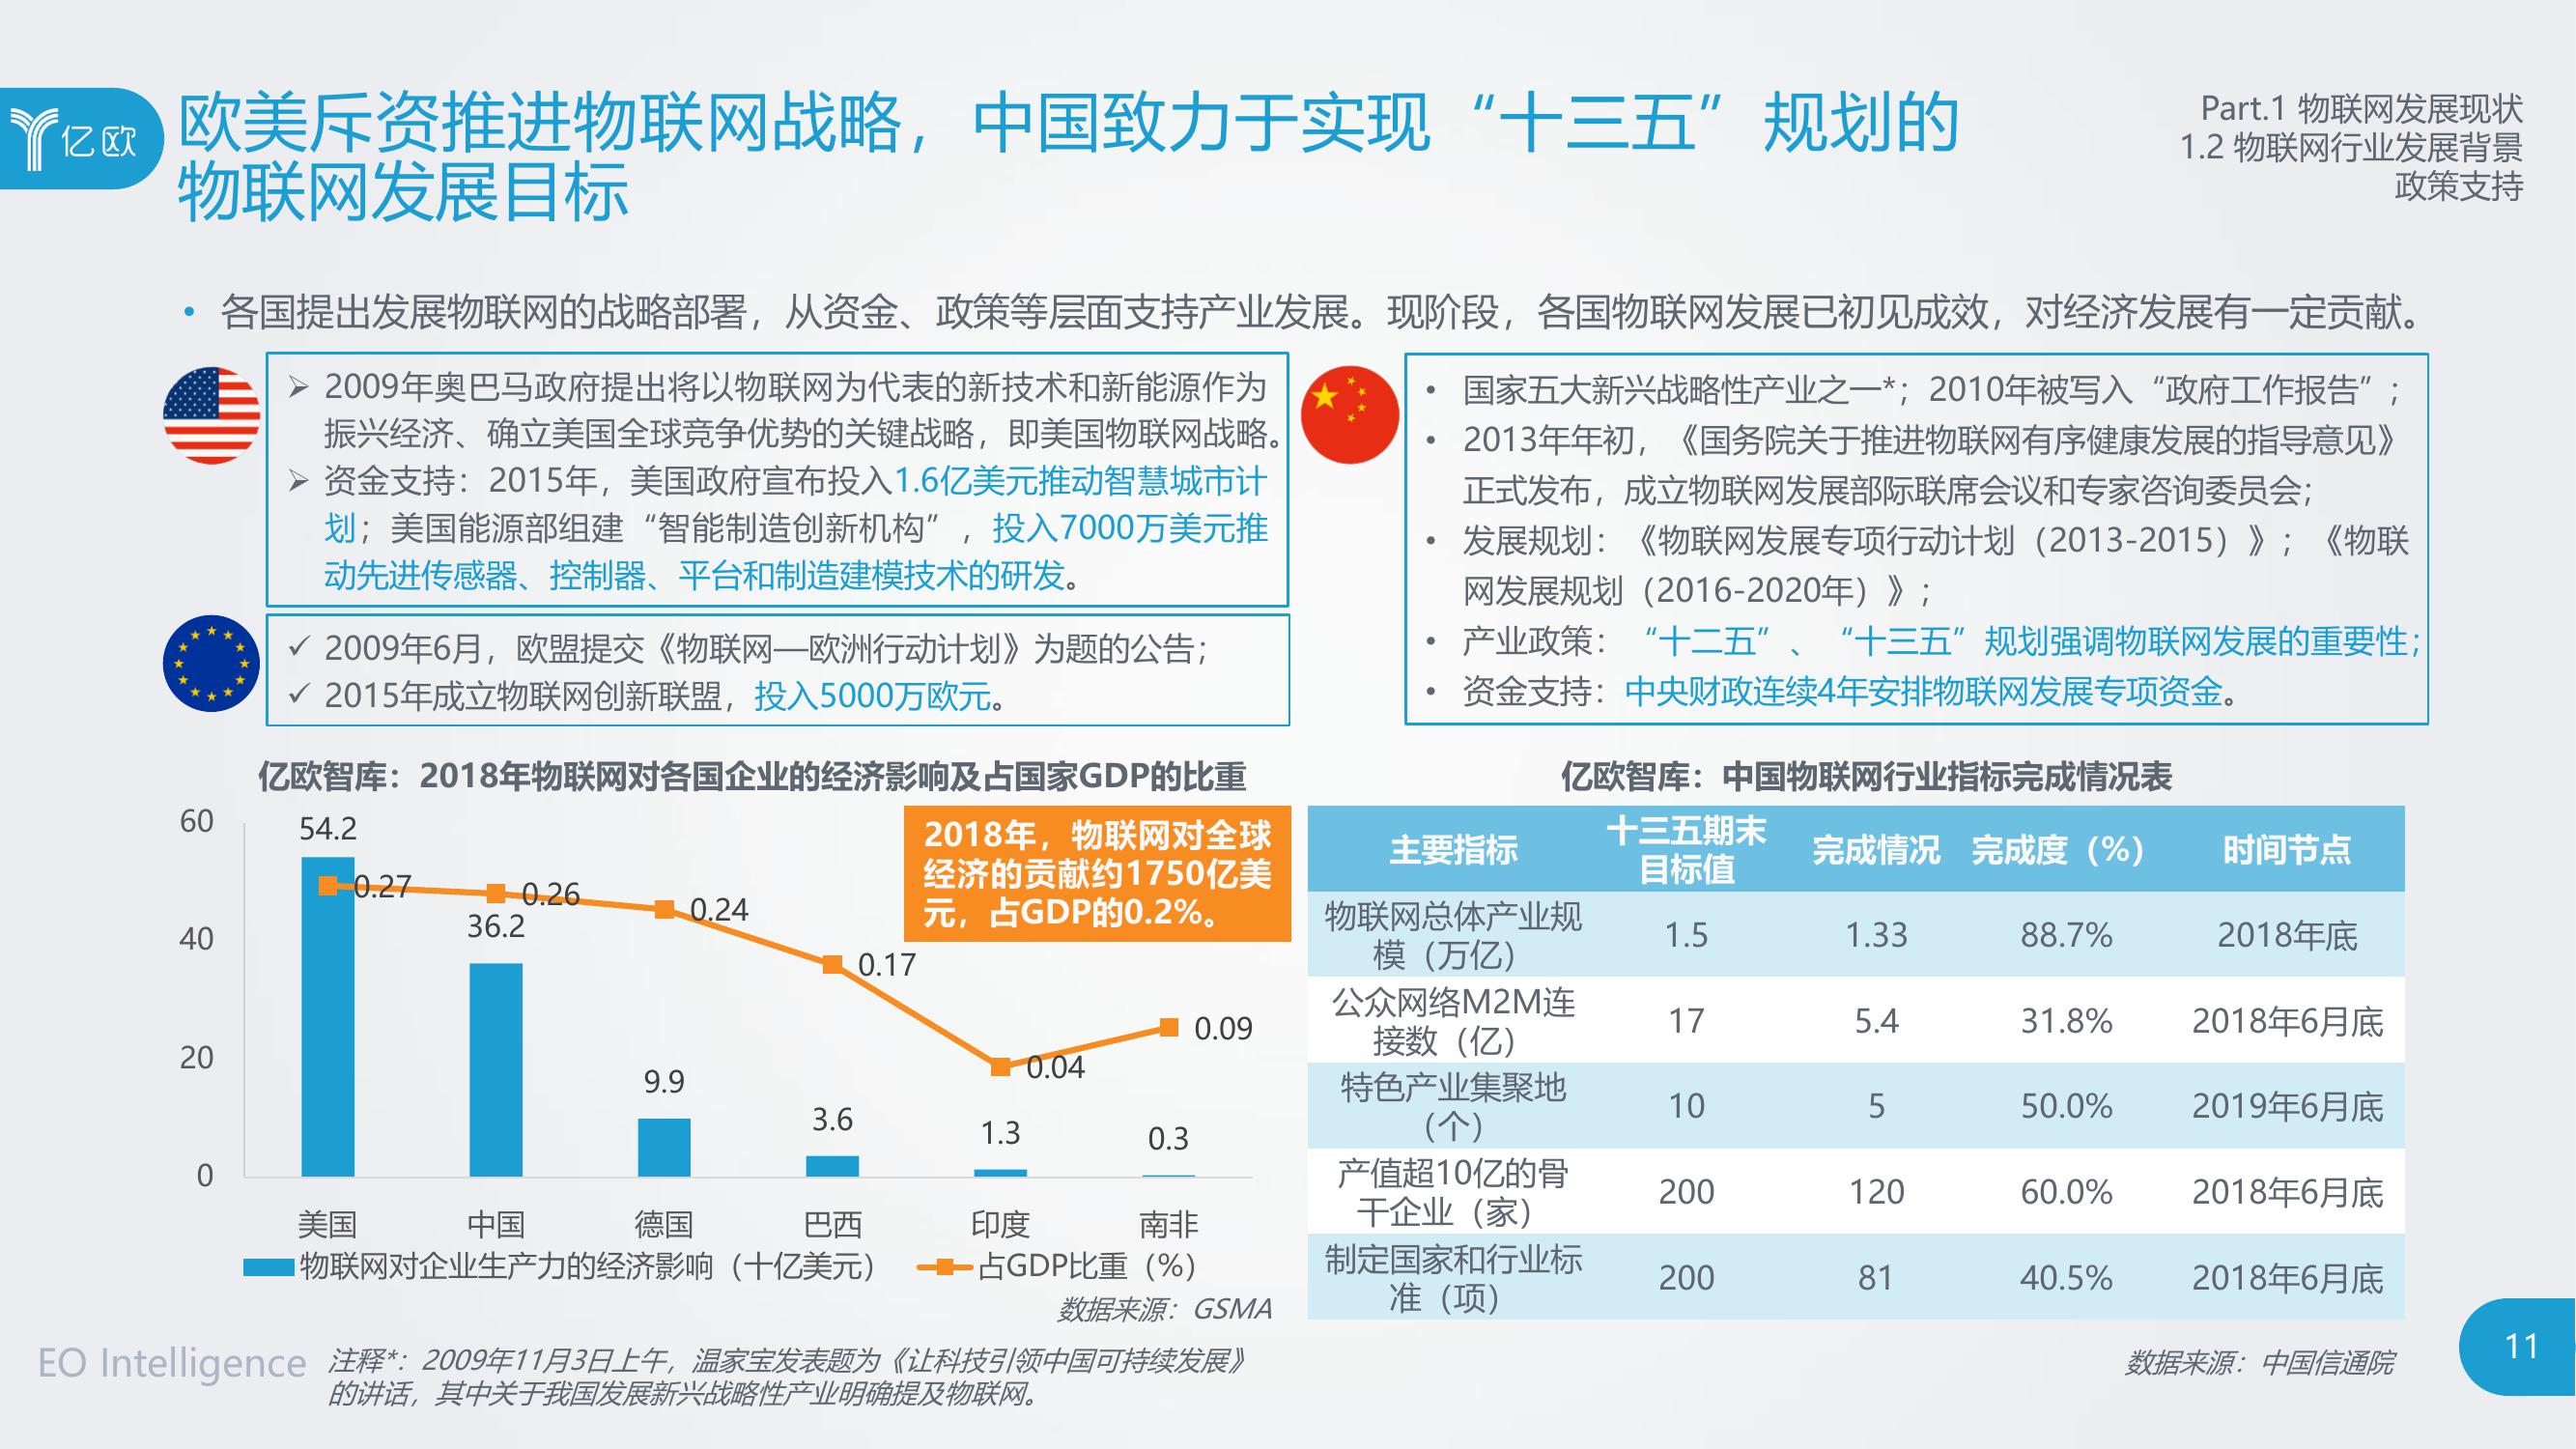 亿欧
欧美斥资推进物联网战略，中国致力于实现“十三五”规划的
物联网发展目标
Part.1 物联网发展现状
1.2 物联网行业发展背景
政策支持
• 各国提出发展物联网的战略部署，从资金、政策等层面支持产业发展。现阶段，各国物联网发展已初见成效，对经济发展有一定贡献。
➢ 2009年奥巴马政府提出将以物联网为代表的新技术和新能源作为
振兴经济、确立美国全球竞争优势的关键战略，即美国物联网战略。
➢ 资金支持：2015年，美国政府宣布投入1.6亿美元推动智慧城市计
划；美国能源部组建“智能制造创新机构”，投入7000万美元推
动先进传感器、控制器、平台和制造建模技术的研发。
✓ 2009年6月，欧盟提交《物联网—欧洲行动计划》为题的公告；
✓ 2015年成立物联网创新联盟，投入5000万欧元。
• 国家五大新兴战略性产业之一*；2010年被写入“政府工作报告”；
• 2013年年初，《国务院关于推进物联网有序健康发展的指导意见》
正式发布，成立物联网发展部际联席会议和专家咨询委员会；
• 发展规划：《物联网发展专项行动计划（2013-2015）》；《物联
网发展规划（2016-2020年）》；
• 产业政策：“十二五”、“十三五”规划强调物联网发展的重要性；
• 资金支持：中央财政连续4年安排物联网发展专项资金。
亿欧智库：2018年物联网对各国企业的经济影响及占国家GDP的比重
2018年，物联网对全球
经济的贡献约1750亿美
元，占GDP的0.2%。
60
40
20
0
54.2
36.2
9.9
3.6
1.3
0.3
0.27
0.26
0.24
0.17
0.04
0.09
美国 中国 德国 巴西 印度 南非
物联网对企业生产力的经济影响（十亿美元） 占GDP比重（%）
数据来源：GSMA
亿欧智库：中国物联网行业指标完成情况表
主要指标 十三五期末
目标值 完成情况 完成度（%） 时间节点
物联网总体产业规
模（万亿） 1.5 1.33 88.7% 2018年底
公众网络M2M连
接数（亿） 17 5.4 31.8% 2018年6月底
特色产业集聚地
（个） 10 5 50.0% 2019年6月底
产值超10亿的骨
干企业（家） 200 120 60.0% 2018年6月底
制定国家和行业标
准（项） 200 81 40.5% 2018年6月底
数据来源：中国信通院
EO Intelligence
注释*：2009年11月3日上午，温家宝发表题为《让科技引领中国可持续发展》
的讲话，其中关于我国发展新兴战略性产业明确提及物联网。
11